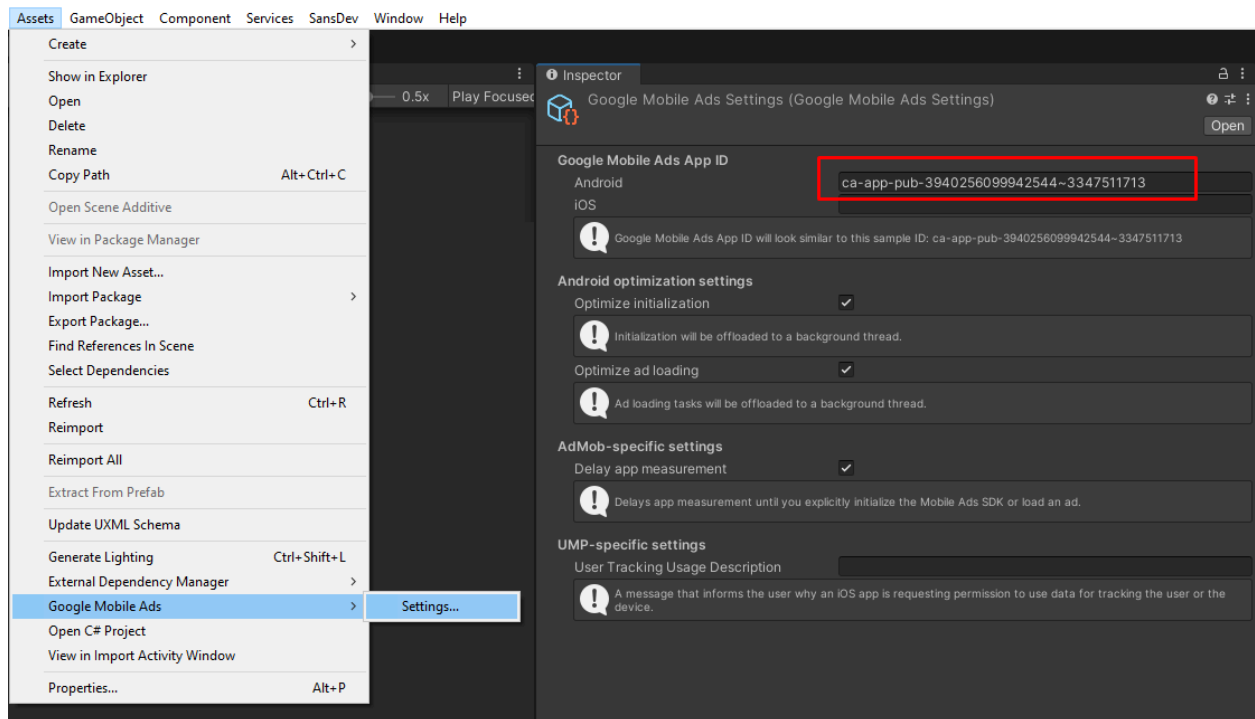 Assets GameObject Component Services SansDev Window Help
Create >
Show in Explorer
Open
Delete
Rename
Copy Path Alt+Ctrl+C
Open Scene Additive
View in Package Manager
Import New Asset...
Import Package >
Export Package...
Find References In Scene
Select Dependencies
Refresh Ctrl+R
Reimport
Reimport All
Extract From Prefab
Update UXML Schema
Generate Lighting Ctrl+Shift+L
External Dependency Manager >
Google Mobile Ads >
Settings...
Open C# Project
View in Import Activity Window
Properties... Alt+P
0.5x Play Focused
Inspector
Google Mobile Ads Settings (Google Mobile Ads Settings)
Open
Google Mobile Ads App ID
Android ca-app-pub-3940256099942544~3347511713
iOS
Google Mobile Ads App ID will look similar to this sample ID: ca-app-pub-3940256099942544~3347511713
Android optimization settings
Optimize initialization
Initialization will be offloaded to a background thread.
Optimize ad loading
Ad loading tasks will be offloaded to a background thread.
AdMob-specific settings
Delay app measurement
Delays app measurement until you explicitly initialize the Mobile Ads SDK or load an ad.
UMP-specific settings
User Tracking Usage Description
A message that informs the user why an iOS app is requesting permission to use data for tracking the user or the
device.